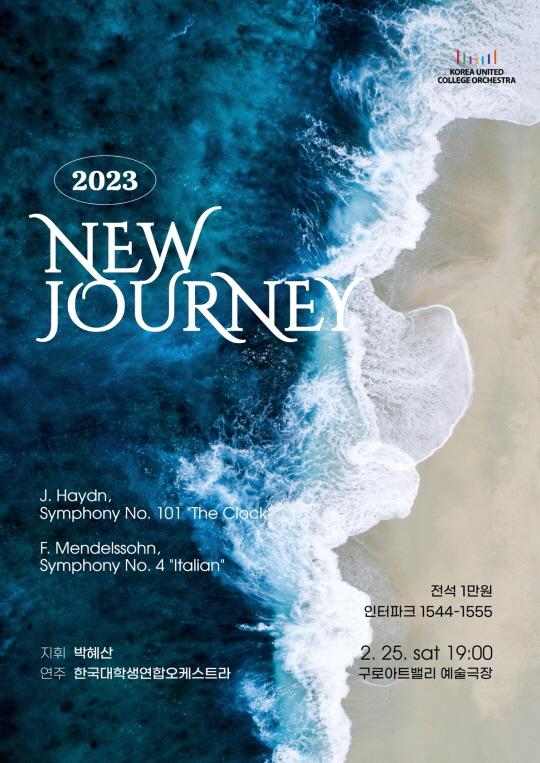 KOREA UNITED
COLLEGE ORCHESTRA
2023
NEW
JOURNEY
J. Haydn,
Symphony No. 101 "The Clock"
F. Mendelssohn,
Symphony No. 4 "Italian"
전석 1만원
인터파크 1544-1555
지휘 박혜산
연주 한국대학생연합오케스트라
2. 25. sat 19:00
구로아트밸리 예술극장